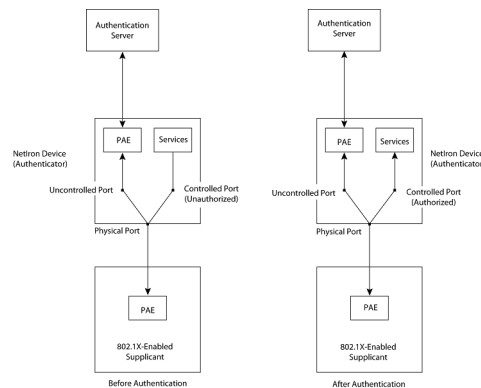 Authentication
Server
PAE
Services
NetIron Device
(Authenticator)
Uncontrolled Port
Controlled Port
(Unauthorized)
Physical Port
PAE
802.1X-Enabled
Supplicant
Before Authentication
Authentication
Server
PAE
Services
NetIron Device
(Authenticator
Uncontrolled Port
Controlled Port
(Authorized)
Physical Port
PAE
802.1X-Enabled
Supplicant
After Authentication